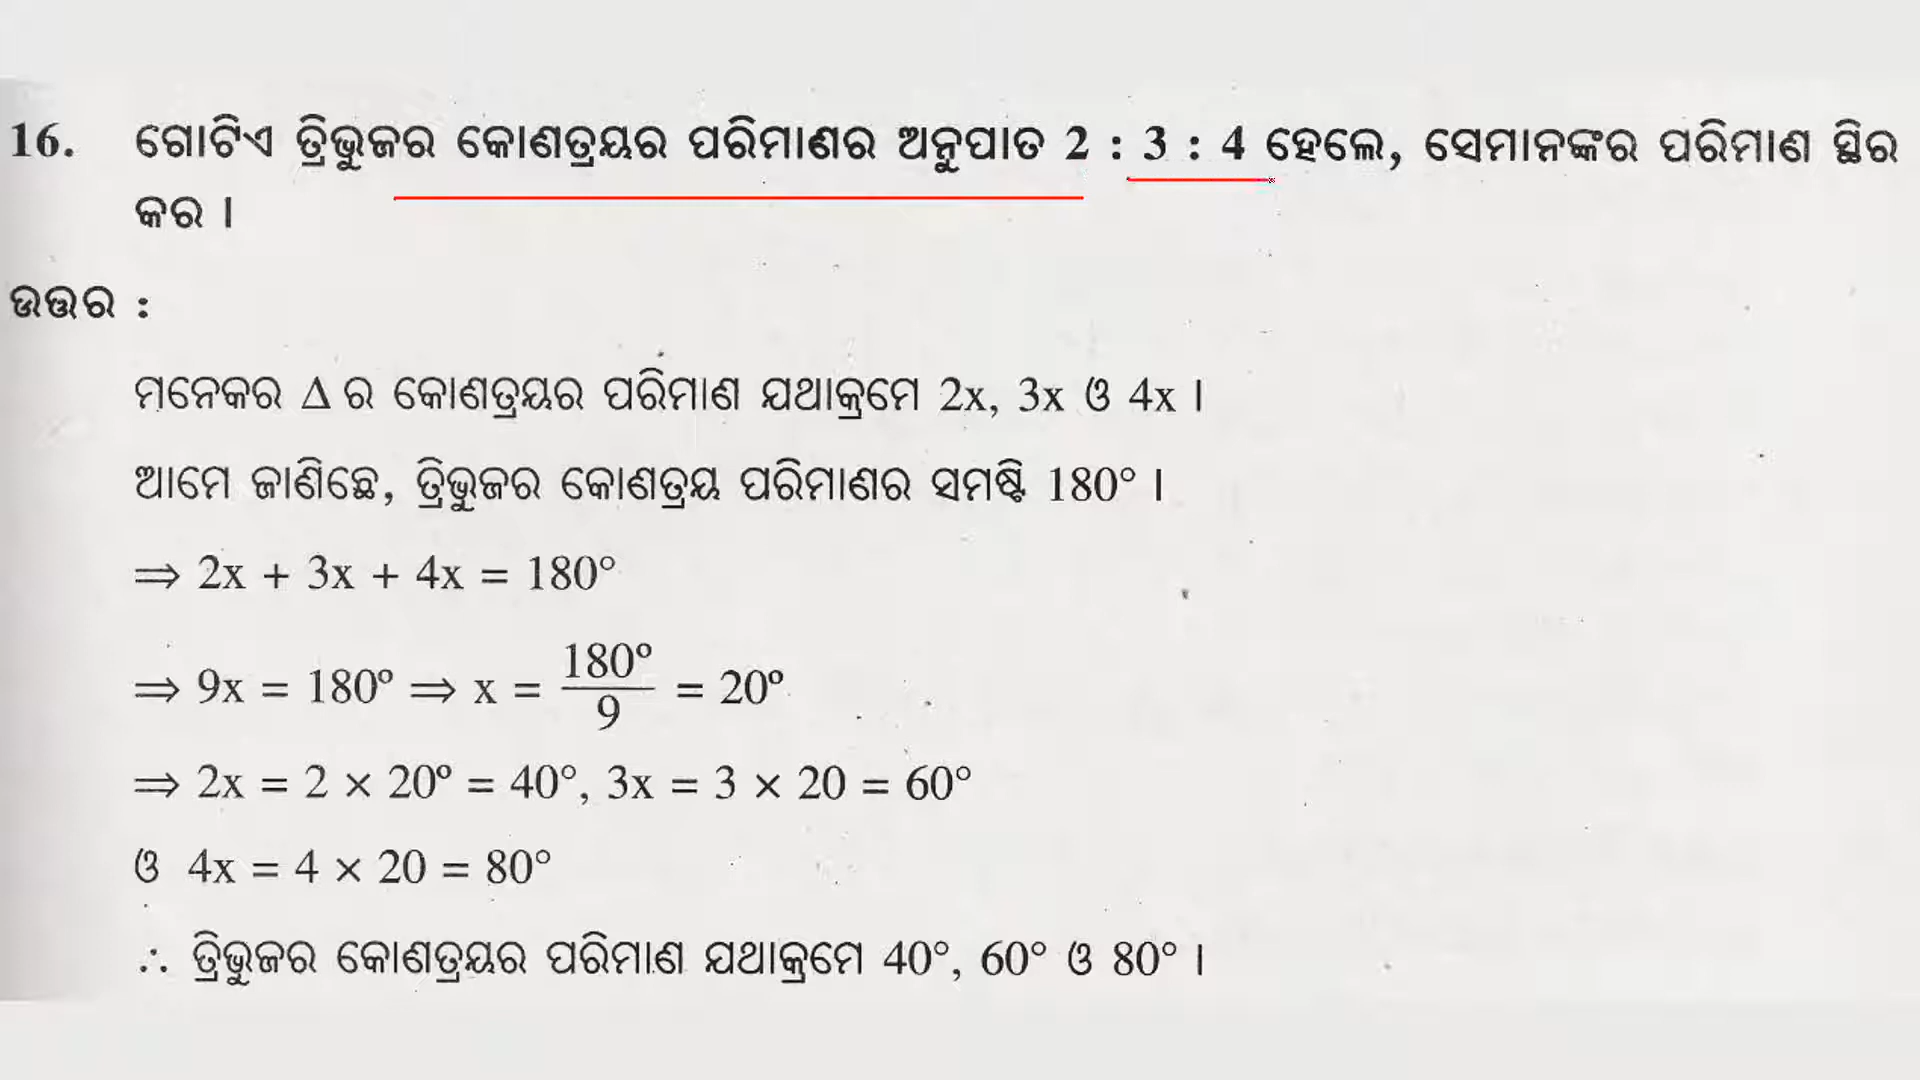 16. ଗୋଟିଏ ତ୍ରିଭୁଜର କୋଣତ୍ରୟର ପରିମାଣର ଅନୁପାତ 2 : 3 : 4 ହେଲେ, ସେମାନଙ୍କର ପରିମାଣ ସ୍ଥିର
କର ।
ଉତ୍ତର :
ମନେକର Δ ର କୋଣତ୍ରୟର ପରିମାଣ ଯଥାକ୍ରମେ 2x, 3x ଓ 4x ।
ଆମେ ଜାଣିଛେ, ତ୍ରିଭୁଜର କୋଣତ୍ରୟ ପରିମାଣର ସମଷ୍ଟି 180° ।
⇒ 2x + 3x + 4x = 180°
⇒ 9x = 180° ⇒ x = 180°/9 = 20°
⇒ 2x = 2 × 20° = 40°, 3x = 3 × 20 = 60°
ଓ 4x = 4 × 20 = 80°
∴ ତ୍ରିଭୁଜର କୋଣତ୍ରୟର ପରିମାଣ ଯଥାକ୍ରମେ 40°, 60° ଓ 80° ।